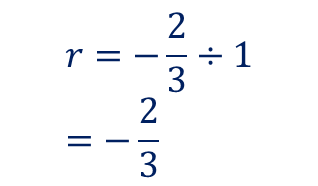 r = −2/3 ÷ 1
= −2/3